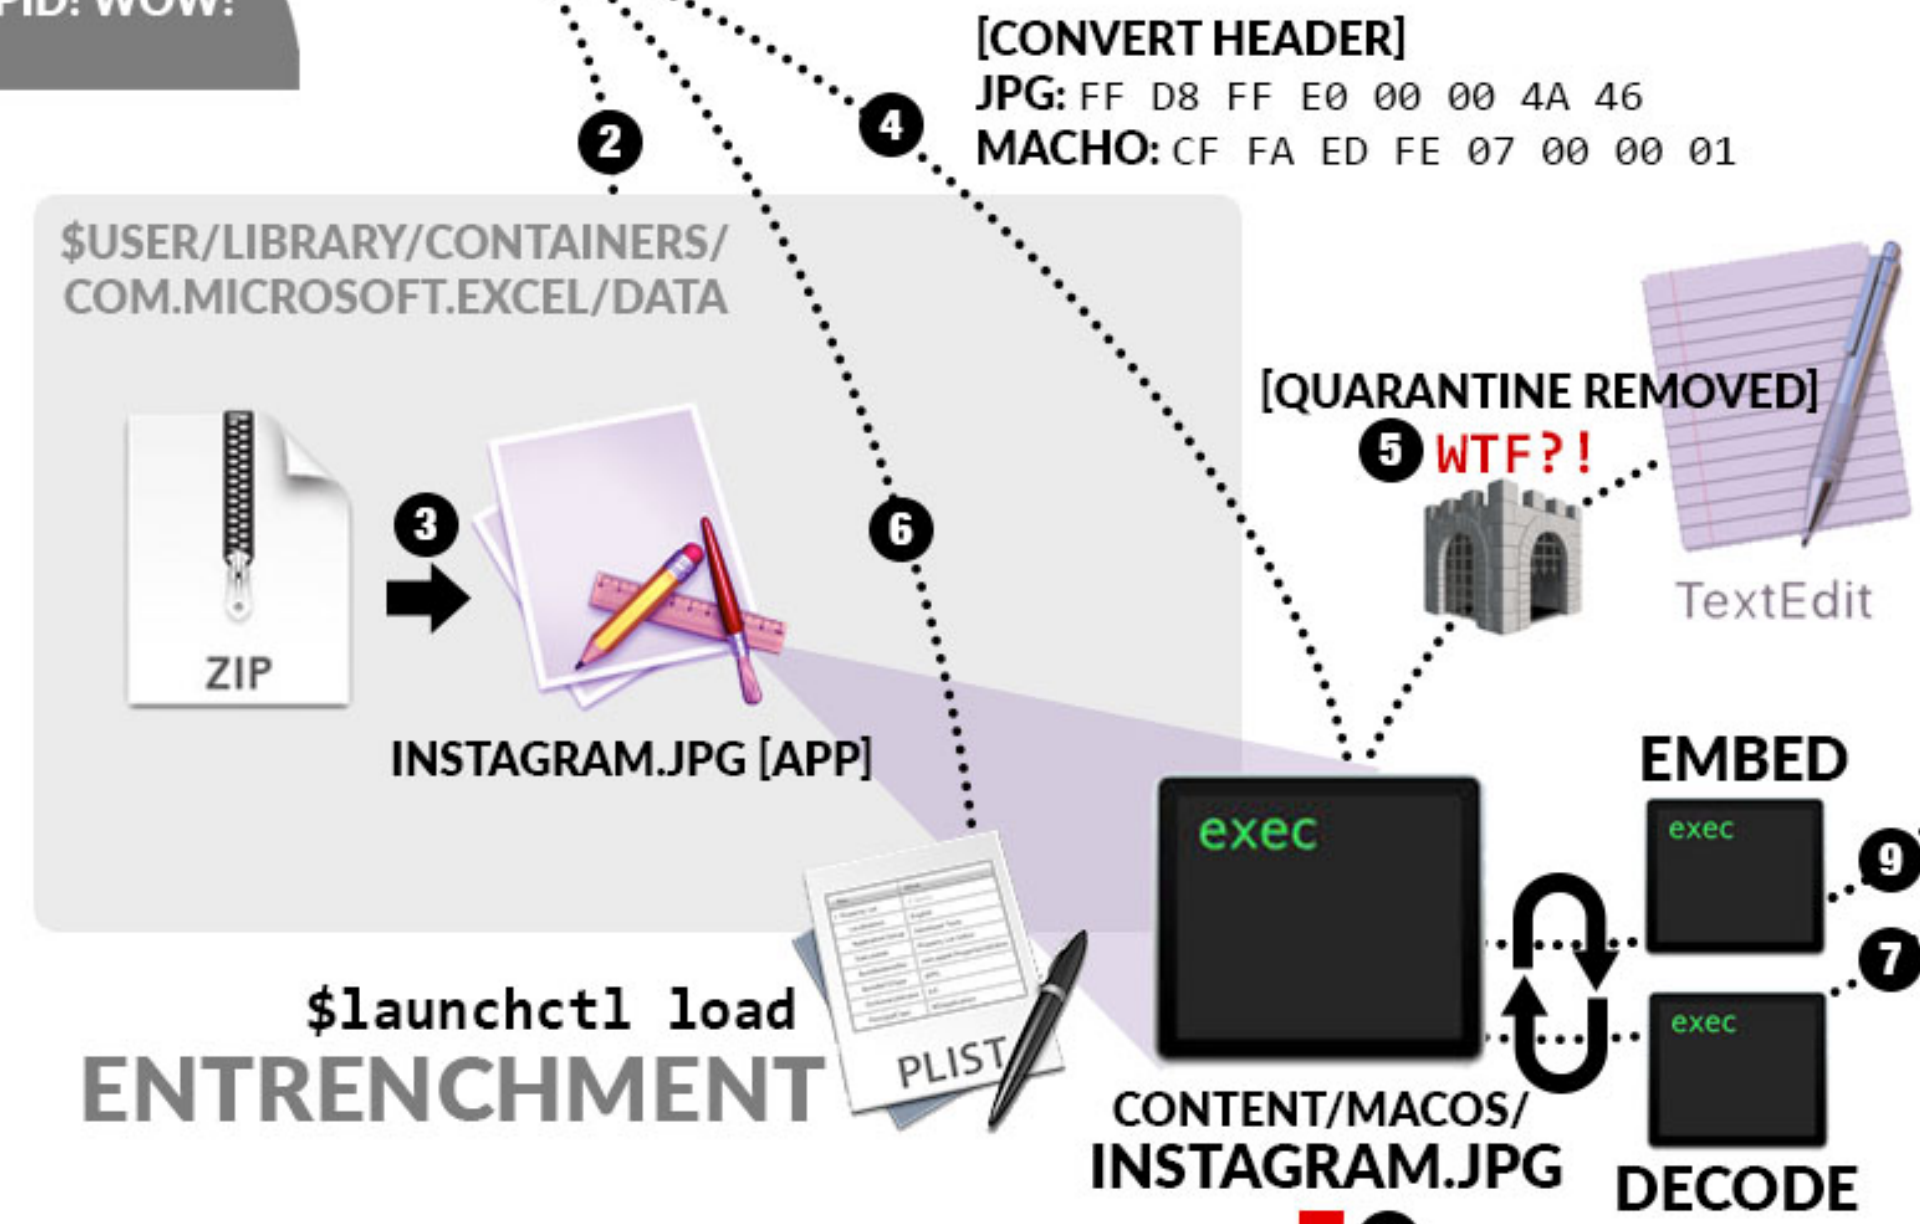 PID! WOW!
[CONVERT HEADER]
JPG: FF D8 FF E0 00 00 4A 46
MACHO: CF FA ED FE 07 00 00 01
2
4
$USER/LIBRARY/CONTAINERS/
COM.MICROSOFT.EXCEL/DATA
[QUARANTINE REMOVED]
5 WTF?!
TextEdit
3
6
ZIP
INSTAGRAM.JPG [APP]
EMBED
exec
exec
9
7
exec
$launchctl load
ENTRENCHMENT
PLIST
CONTENT/MACOS/
INSTAGRAM.JPG
DECODE